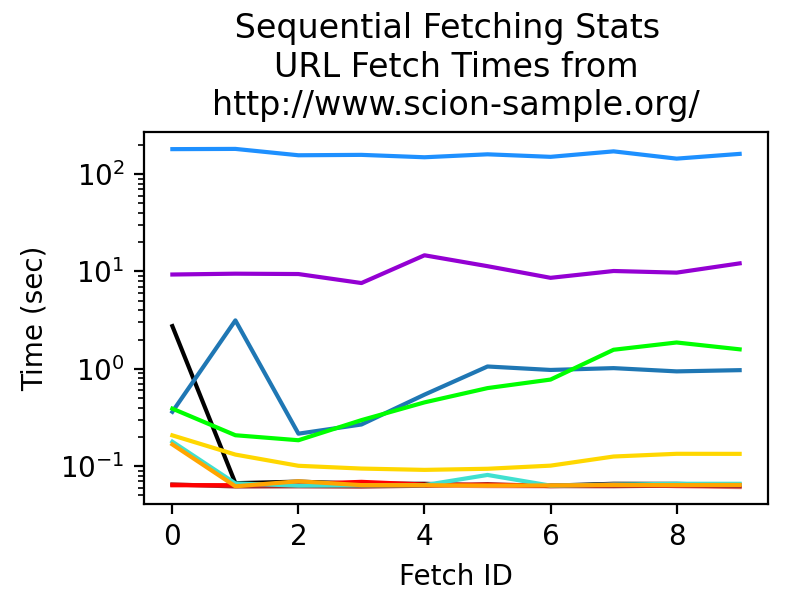 Sequential Fetching Stats
URL Fetch Times from
http://www.scion-sample.org/
Time (sec)
10²
10¹
10⁰
10⁻¹
0 2 4 6 8
Fetch ID